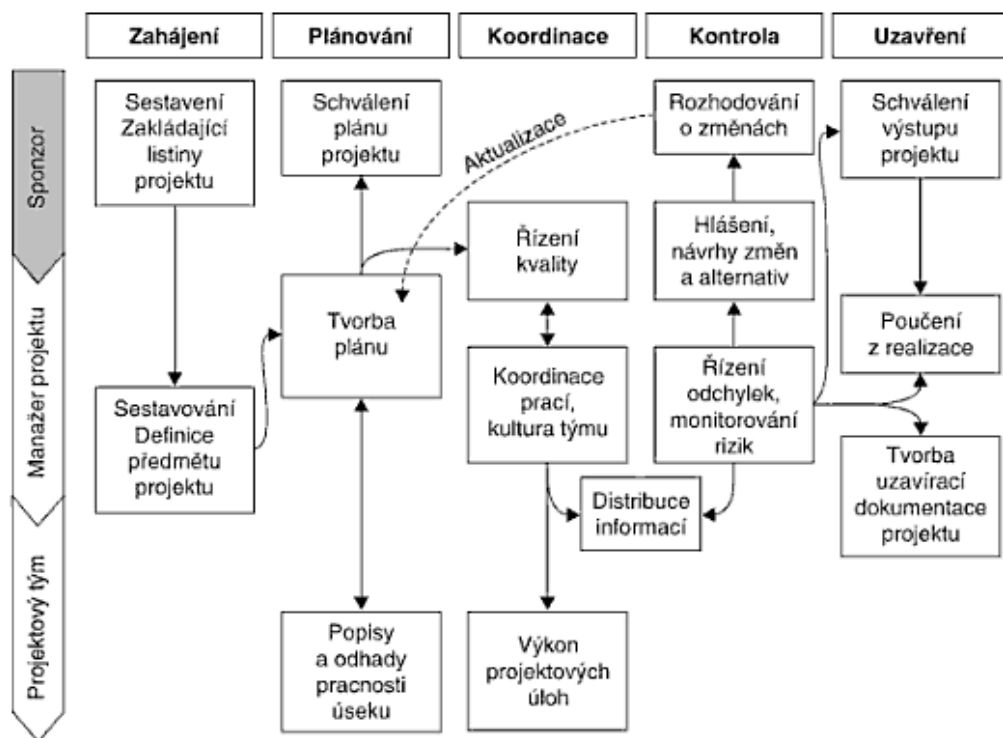 Zahájení
Plánování
Koordinace
Kontrola
Uzavření
Sponzor
Manažer projektu
Projektový tým
Sestavení
Zakládající
listiny
projektu
Sestavování
Definice
předmětu
projektu
Schválení
plánu
projektu
Tvorba
plánu
Popisy
a odhady
pracnosti
úseku
Aktualizace
Řízení
kvality
Koordinace
prací,
kultura týmu
Distribuce
informací
Výkon
projektových
úloh
Rozhodování
o změnách
Hlášení,
návrhy změn
a alternativ
Řízení
odchylek,
monitorování
rizik
Schválení
výstupu
projektu
Poučení
z realizace
Tvorba
uzavírací
dokumentace
projektu